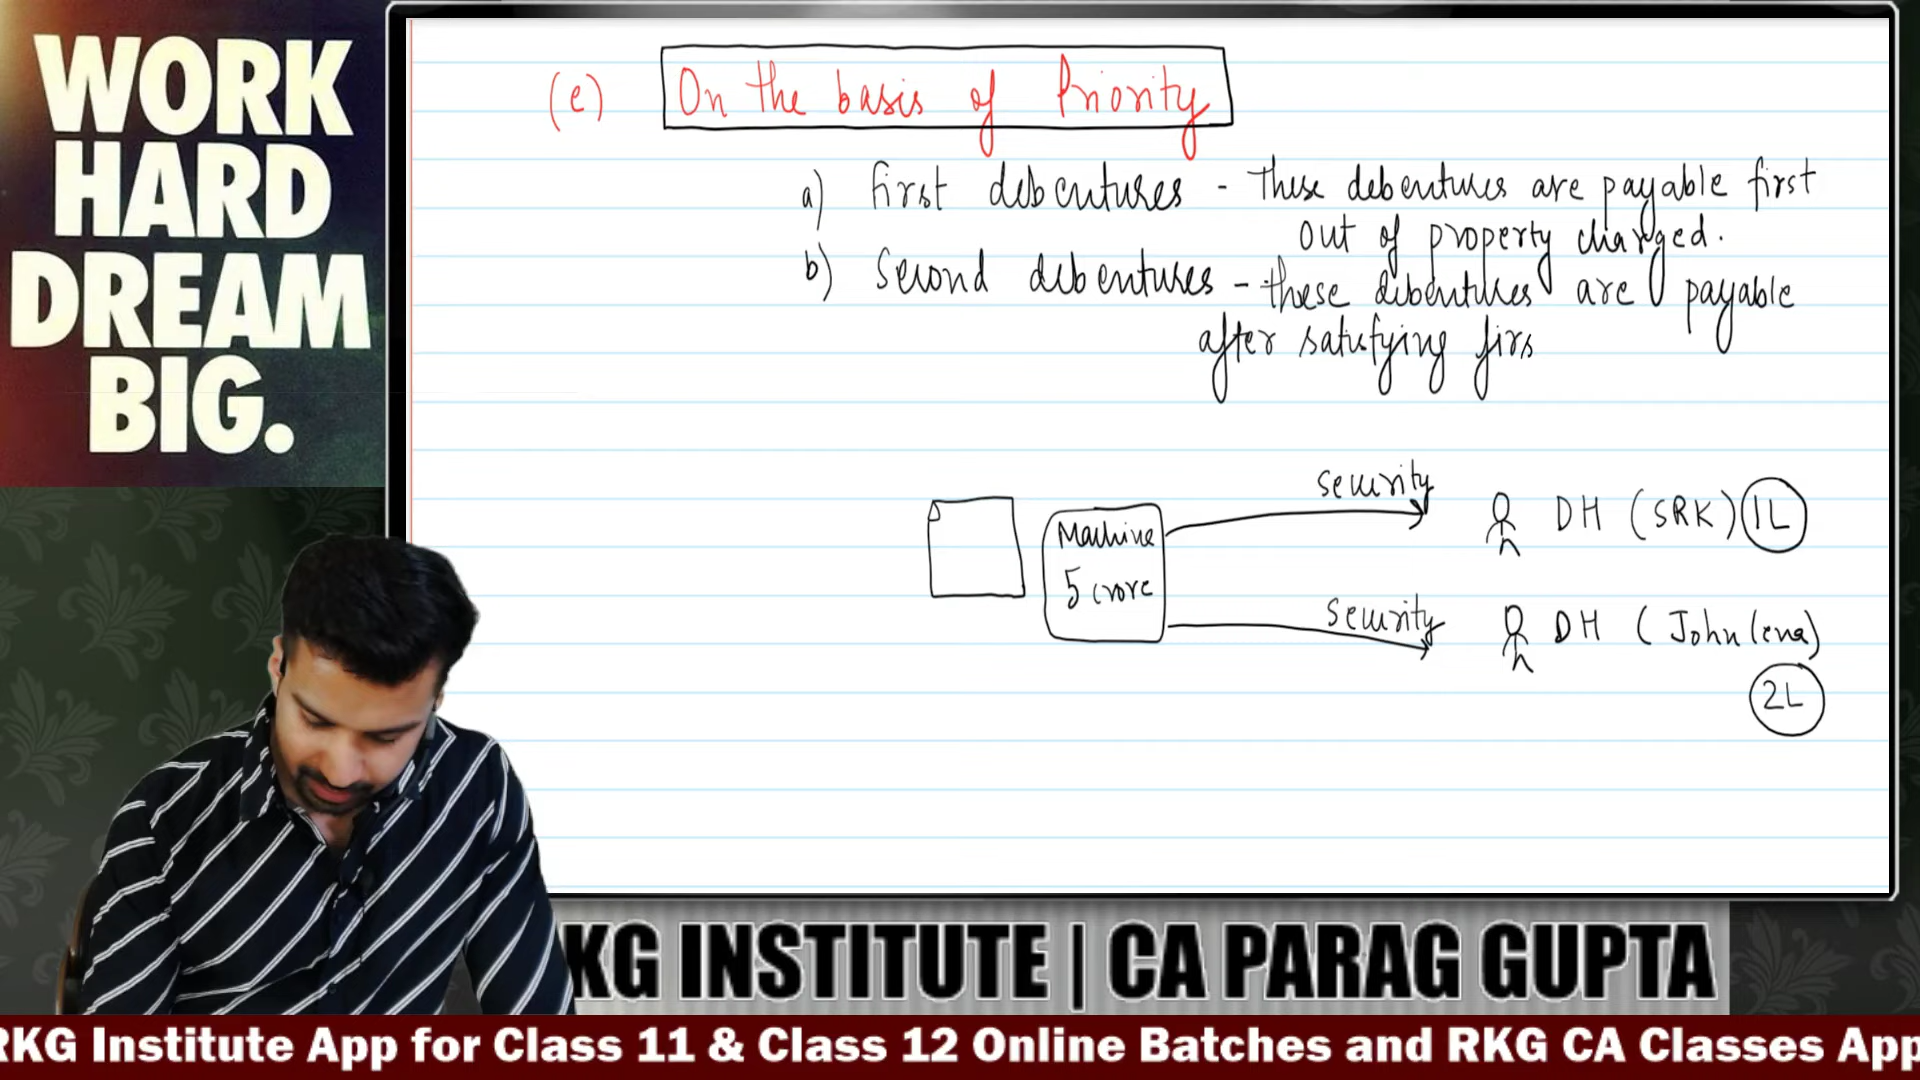 WORK
HARD
DREAM
BIG.
(e) On the basis of Priority
a) first debentures - These debentures are payable first
out of property charged.
b) Second debentures - these debentures are payable
after satisfying firs
security
Machine
5 crore
DH (SRK) 1L
security
DH (John Cena)
2L
KG INSTITUTE | CA PARAG GUPTA
RKG Institute App for Class 11 & Class 12 Online Batches and RKG CA Classes App